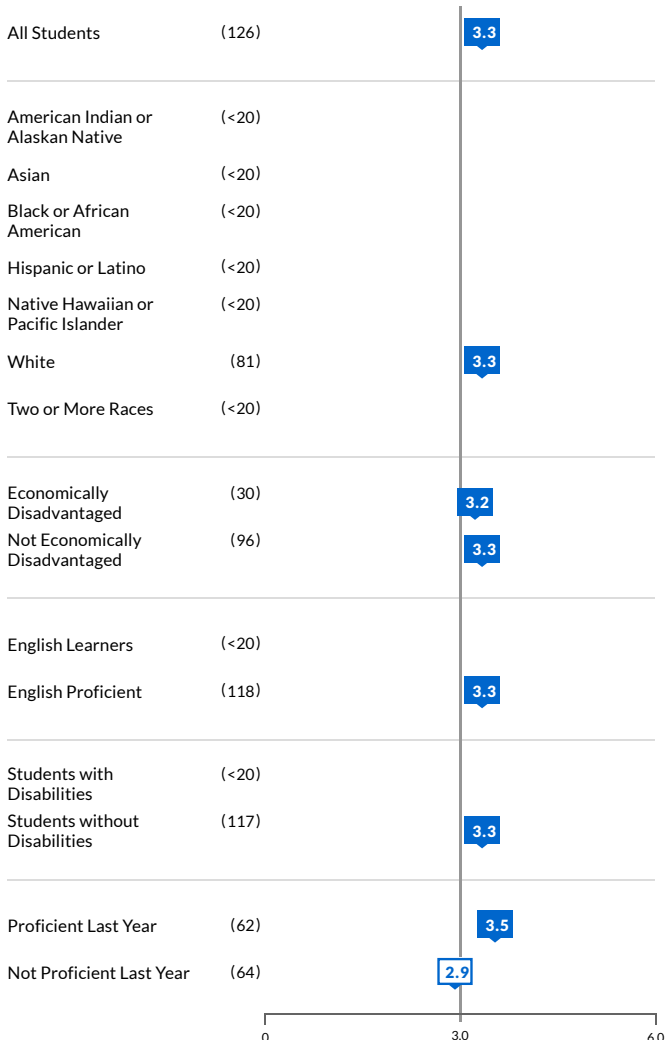 All Students (126) 3.3
American Indian or (<20)
Alaskan Native
Asian (<20)
Black or African (<20)
American
Hispanic or Latino (<20)
Native Hawaiian or (<20)
Pacific Islander
White (81) 3.3
Two or More Races (<20)
Economically (30) 3.2
Disadvantaged
Not Economically (96) 3.3
Disadvantaged
English Learners (<20)
English Proficient (118) 3.3
Students with (<20)
Disabilities
Students without (117) 3.3
Disabilities
Proficient Last Year (62) 3.5
Not Proficient Last Year (64) 2.9
0 3.0 6.0